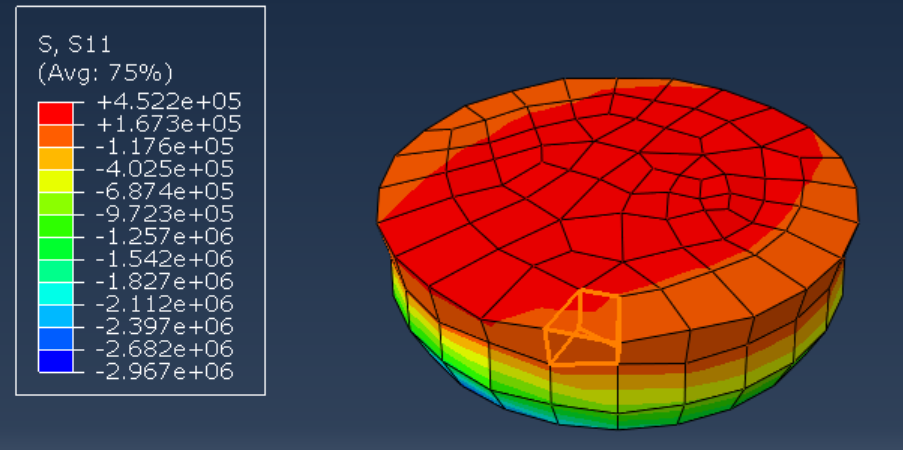 S, S11
(Avg: 75%)
+4.522e+05
+1.673e+05
-1.176e+05
-4.025e+05
-6.874e+05
-9.723e+05
-1.257e+06
-1.542e+06
-1.827e+06
-2.112e+06
-2.397e+06
-2.682e+06
-2.967e+06